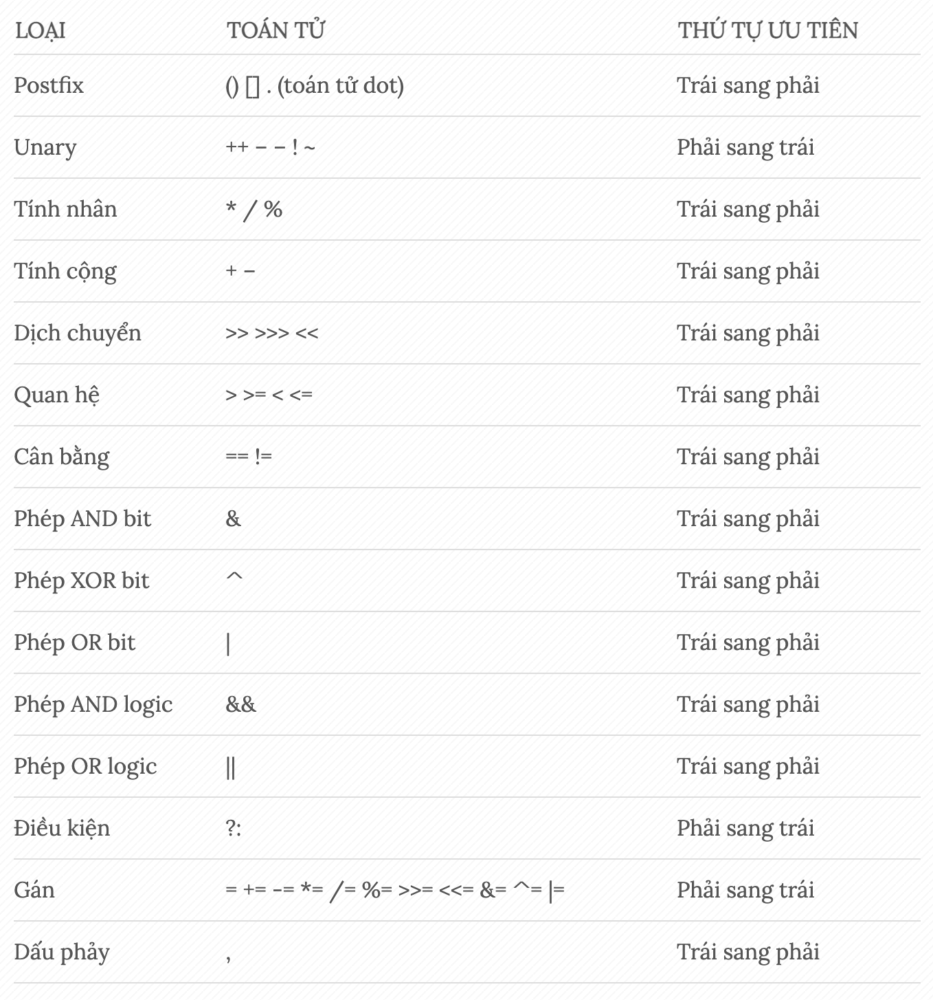 LOẠI TOÁN TỬ THỨ TỰ ƯU TIÊN
Postfix () [] . (toán tử dot) Trái sang phải
Unary ++ – – ! ~ Phải sang trái
Tính nhân * / % Trái sang phải
Tính cộng + – Trái sang phải
Dịch chuyển >> >>> << Trái sang phải
Quan hệ > >= < <= Trái sang phải
Cân bằng == != Trái sang phải
Phép AND bit & Trái sang phải
Phép XOR bit ^ Trái sang phải
Phép OR bit | Trái sang phải
Phép AND logic && Trái sang phải
Phép OR logic || Trái sang phải
Điều kiện ?: Phải sang trái
Gán = += -= *= /= %= >>= <<= &= ^= |= Phải sang trái
Dấu phảy , Trái sang phải